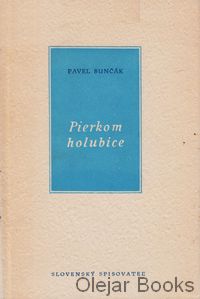 PAVEL BUNČÁK
Pierkom
holubice
SLOVENSKÝ SPISOVATEĽ
Olejar Books